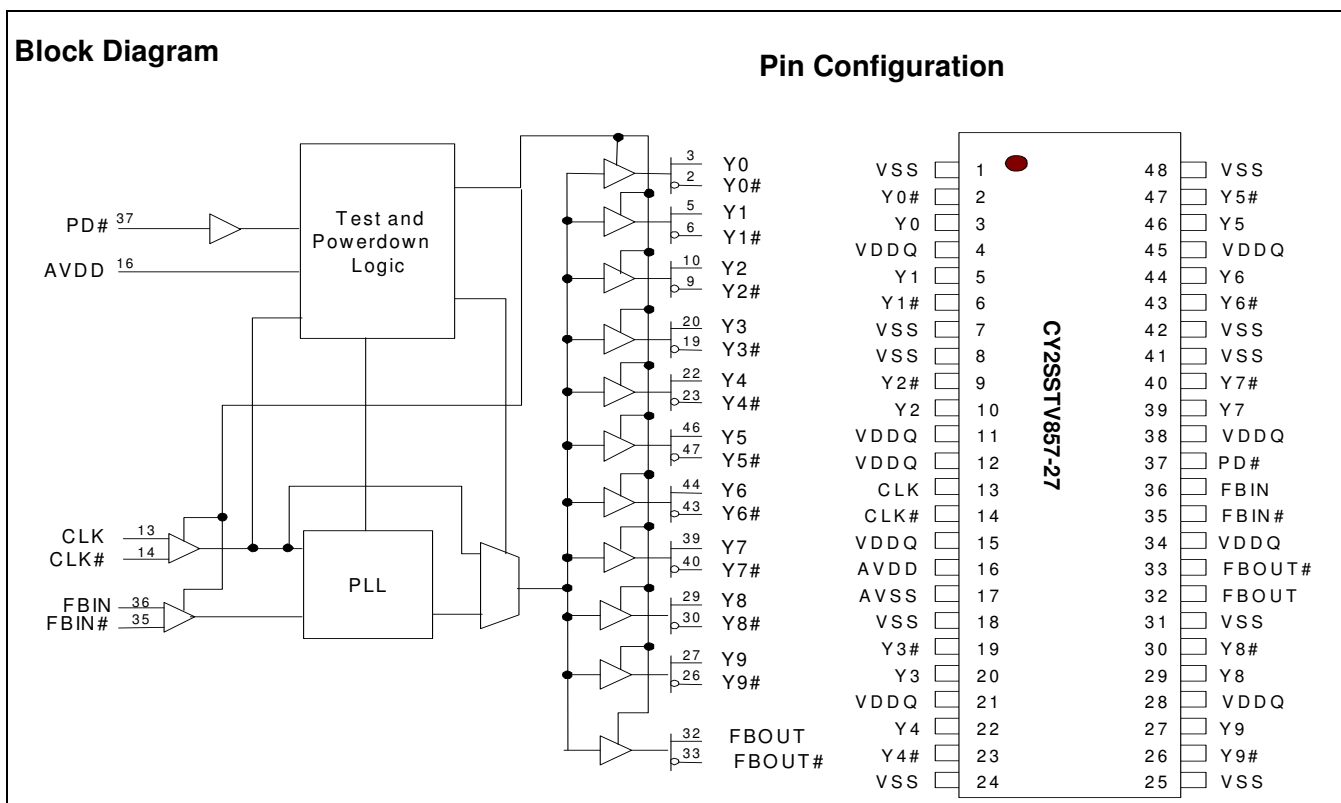 Block Diagram
Pin Configuration
PD# 37
AVDD 16
Test and
Powerdown
Logic
CLK 13
CLK# 14
FBIN 36
FBIN# 35
PLL
3 Y0
2 Y0#
5 Y1
6 Y1#
10 Y2
9 Y2#
20 Y3
19 Y3#
22 Y4
23 Y4#
46 Y5
47 Y5#
44 Y6
43 Y6#
39 Y7
40 Y7#
29 Y8
30 Y8#
27 Y9
26 Y9#
32 FBOUT
33 FBOUT#
VSS 1 48 VSS
Y0# 2 47 Y5#
Y0 3 46 Y5
VDDQ 4 45 VDDQ
Y1 5 44 Y6
Y1# 6 43 Y6#
VSS 7 42 VSS
VSS 8 41 VSS
Y2# 9 40 Y7#
Y2 10 39 Y7
VDDQ 11 38 VDDQ
VDDQ 12 37 PD#
CLK 13 36 FBIN
CLK# 14 35 FBIN#
VDDQ 15 34 VDDQ
AVDD 16 33 FBOUT#
AVSS 17 32 FBOUT
VSS 18 31 VSS
Y3# 19 30 Y8#
Y3 20 29 Y8
VDDQ 21 28 VDDQ
Y4 22 27 Y9
Y4# 23 26 Y9#
VSS 24 25 VSS
CY2SSTV857-27